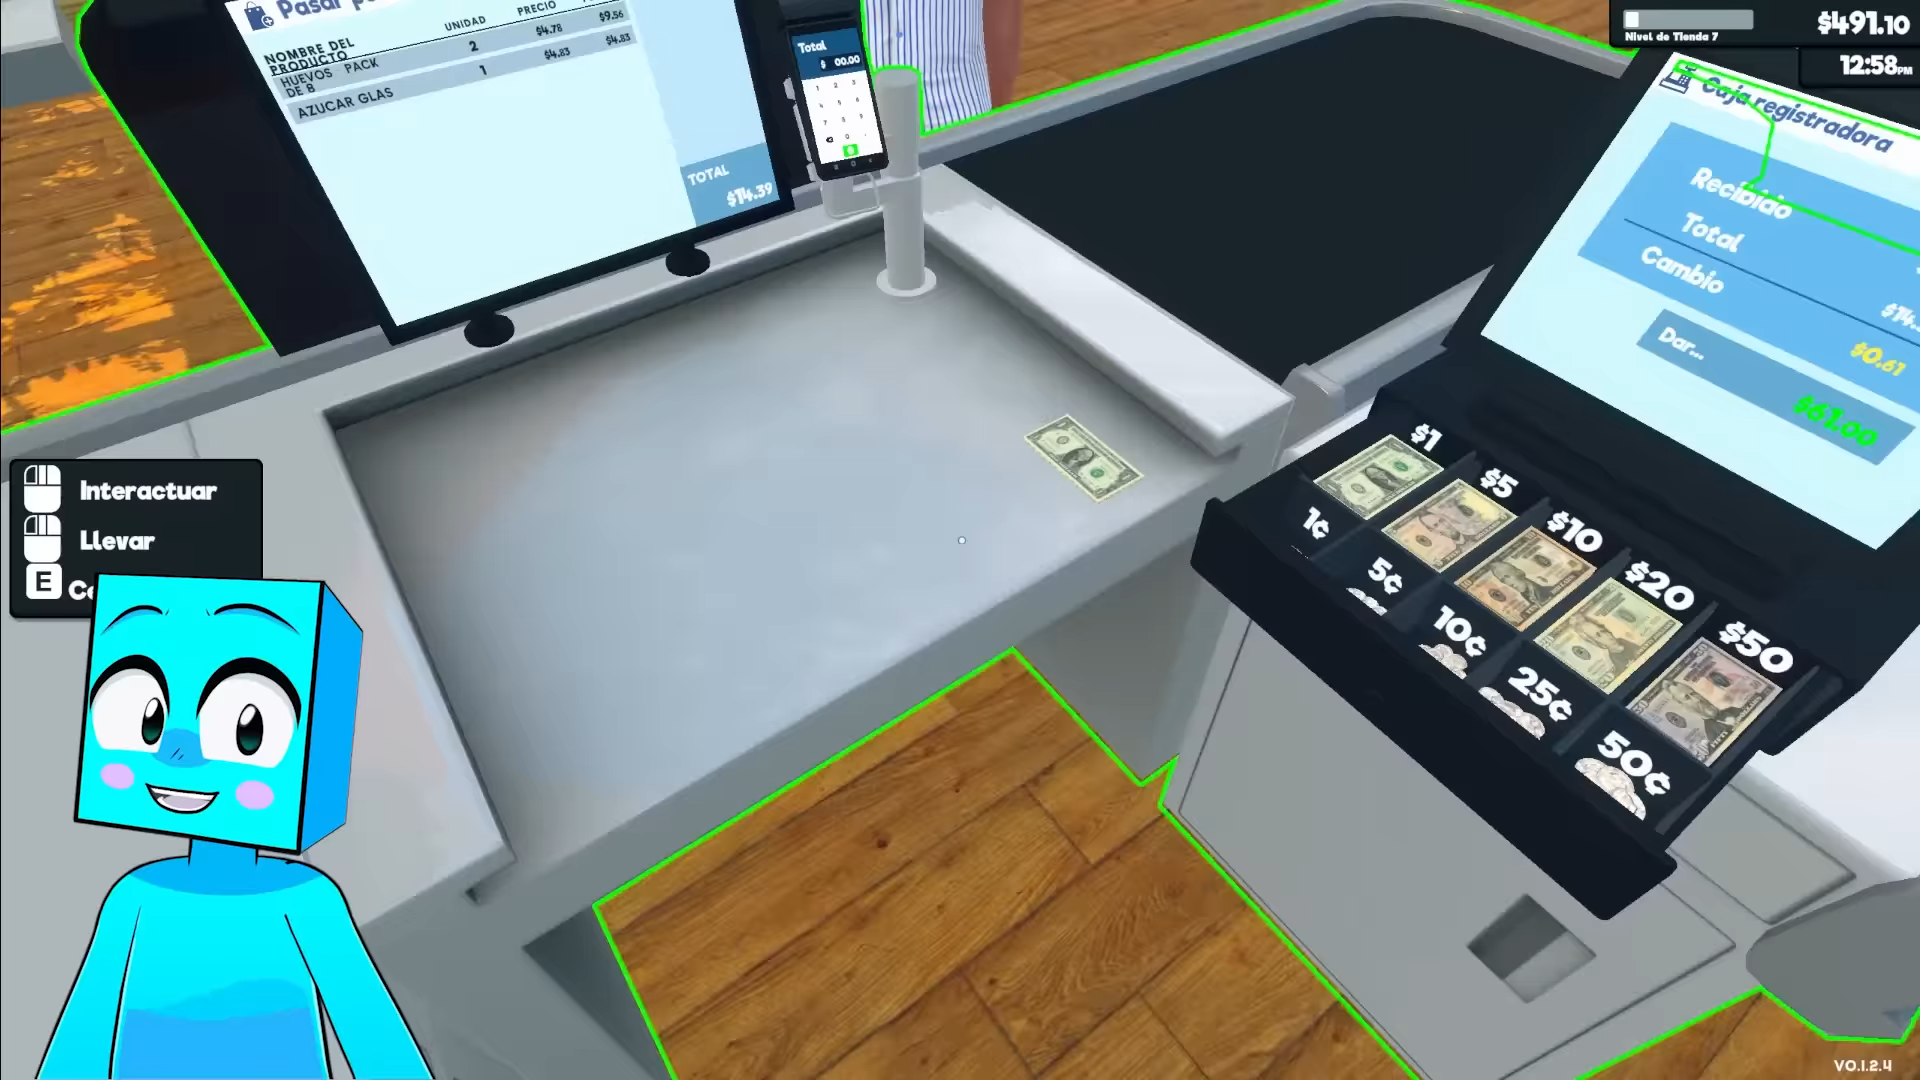 Pasar
NOMBRE DEL PRODUCTO
UNIDAD
PRECIO
HUEVOS PACK DE 8
2
$4.78
$9.56
AZUCAR GLAS
1
$4.83
$4.83
TOTAL
$14.39
Total
$ 00.00
$491.10
Nivel de Tienda 7
12:58PM
Caja registradora
Recibido
Total
Cambio
$14
$0.61
Dar...
$61.00
Interactuar
Llevar
E
$1
$5
$10
$20
$50
1¢
5¢
10¢
25¢
50¢
V0.1.2.4